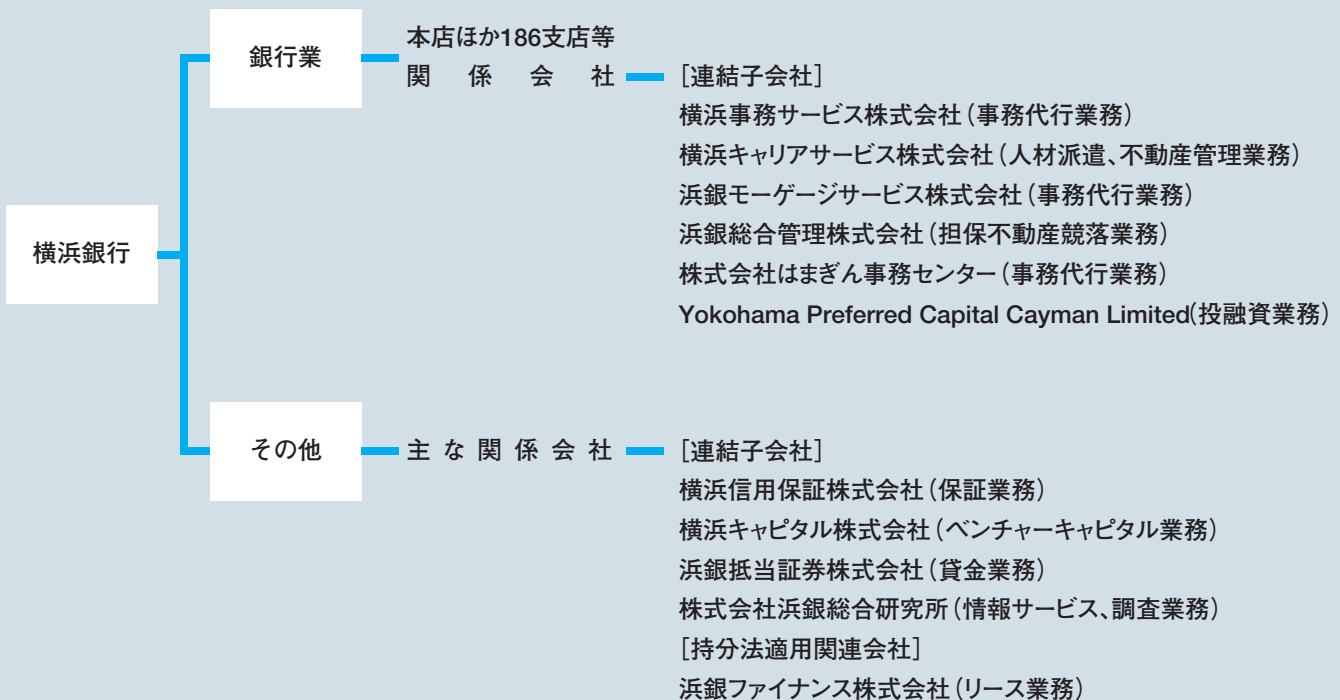 横浜銀行
銀行業
本店ほか186支店等
関係会社
[連結子会社]
横浜事務サービス株式会社(事務代行業務)
横浜キャリアサービス株式会社(人材派遣、不動産管理業務)
浜銀モーゲージサービス株式会社(事務代行業務)
浜銀総合管理株式会社(担保不動産競落業務)
株式会社はまぎん事務センター(事務代行業務)
Yokohama Preferred Capital Cayman Limited(投融資業務)
その他
主な関係会社
[連結子会社]
横浜信用保証株式会社(保証業務)
横浜キャピタル株式会社(ベンチャーキャピタル業務)
浜銀抵当証券株式会社(貸金業務)
株式会社浜銀総合研究所(情報サービス、調査業務)
[持分法適用関連会社]
浜銀ファイナンス株式会社(リース業務)